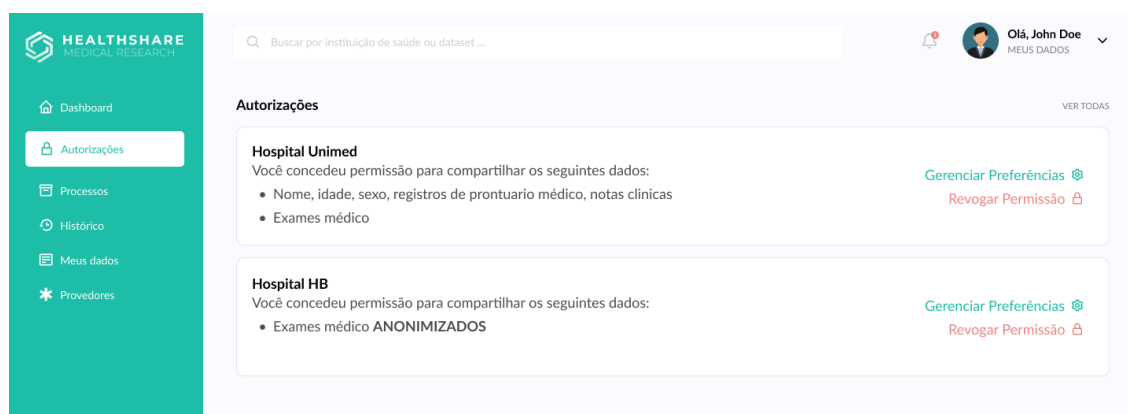 HEALTHSHARE
MEDICAL RESEARCH
Buscar por instituição de saúde ou dataset ...
Olá, John Doe
MEUS DADOS
Dashboard
Autorizações
Processos
Histórico
Meus dados
Provedores
Autorizações
VER TODAS
Hospital Unimed
Você concedeu permissão para compartilhar os seguintes dados:
• Nome, idade, sexo, registros de prontuario médico, notas clinicas
• Exames médico
Gerenciar Preferências
Revogar Permissão
Hospital HB
Você concedeu permissão para compartilhar os seguintes dados:
• Exames médico ANONIMIZADOS
Gerenciar Preferências
Revogar Permissão